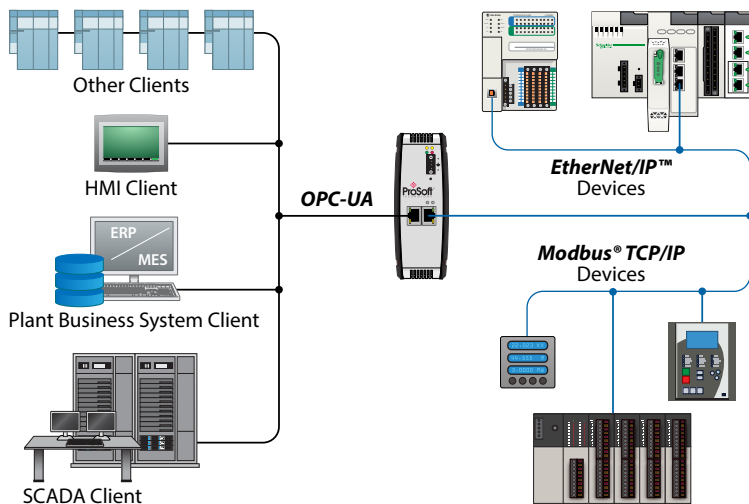 Other Clients
HMI Client
ERP
MES
Plant Business System Client
SCADA Client
OPC-UA
ProSoft
EtherNet/IP™
Devices
Modbus® TCP/IP
Devices